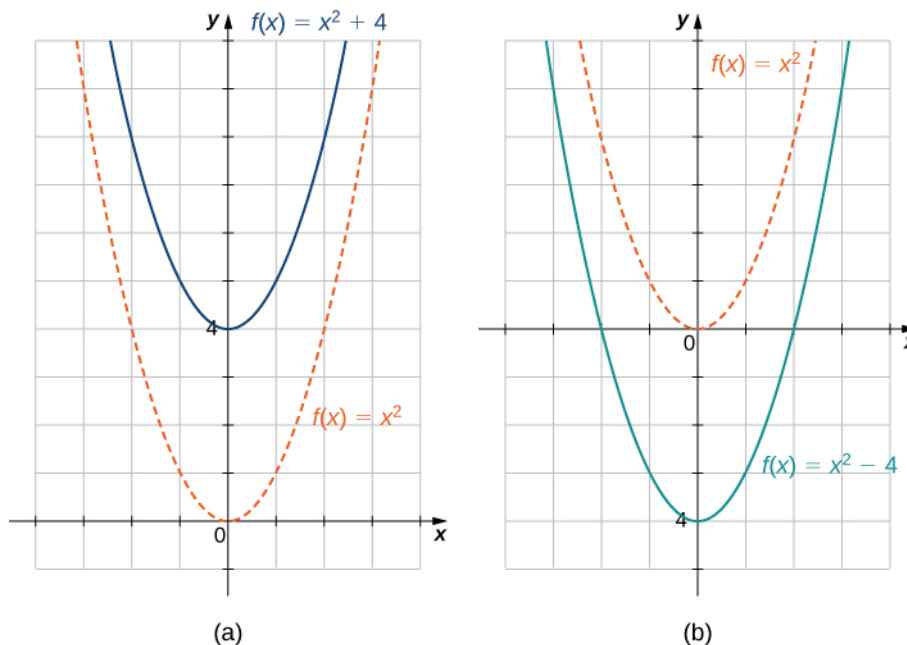 y
f(x) = x² + 4
4
f(x) = x²
0
x
(a)
y
f(x) = x²
0
x
f(x) = x² − 4
4
(b)